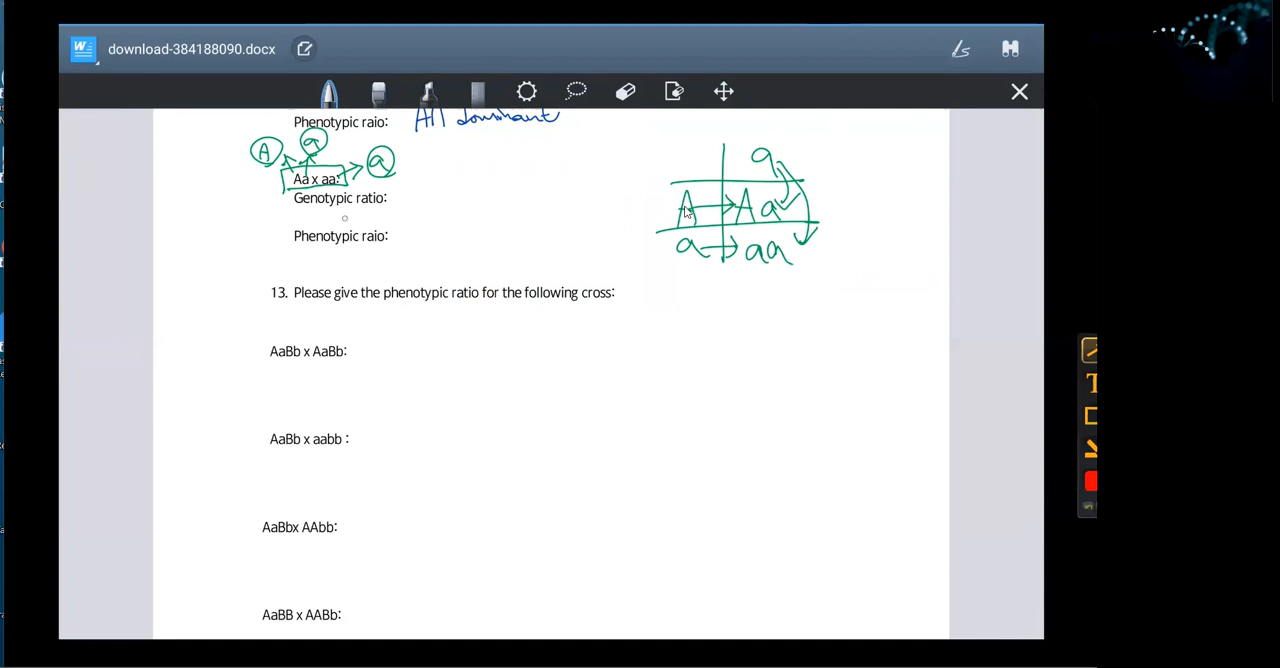 download-384188090.docx
Phenotypic raio: All dominant
A a
Aa x aa: a
Genotypic ratio:
Phenotypic raio:
a
A Aa
a aa
13. Please give the phenotypic ratio for the following cross:
AaBb x AaBb:
AaBb x aabb :
AaBbx AAbb:
AaBB x AABb: